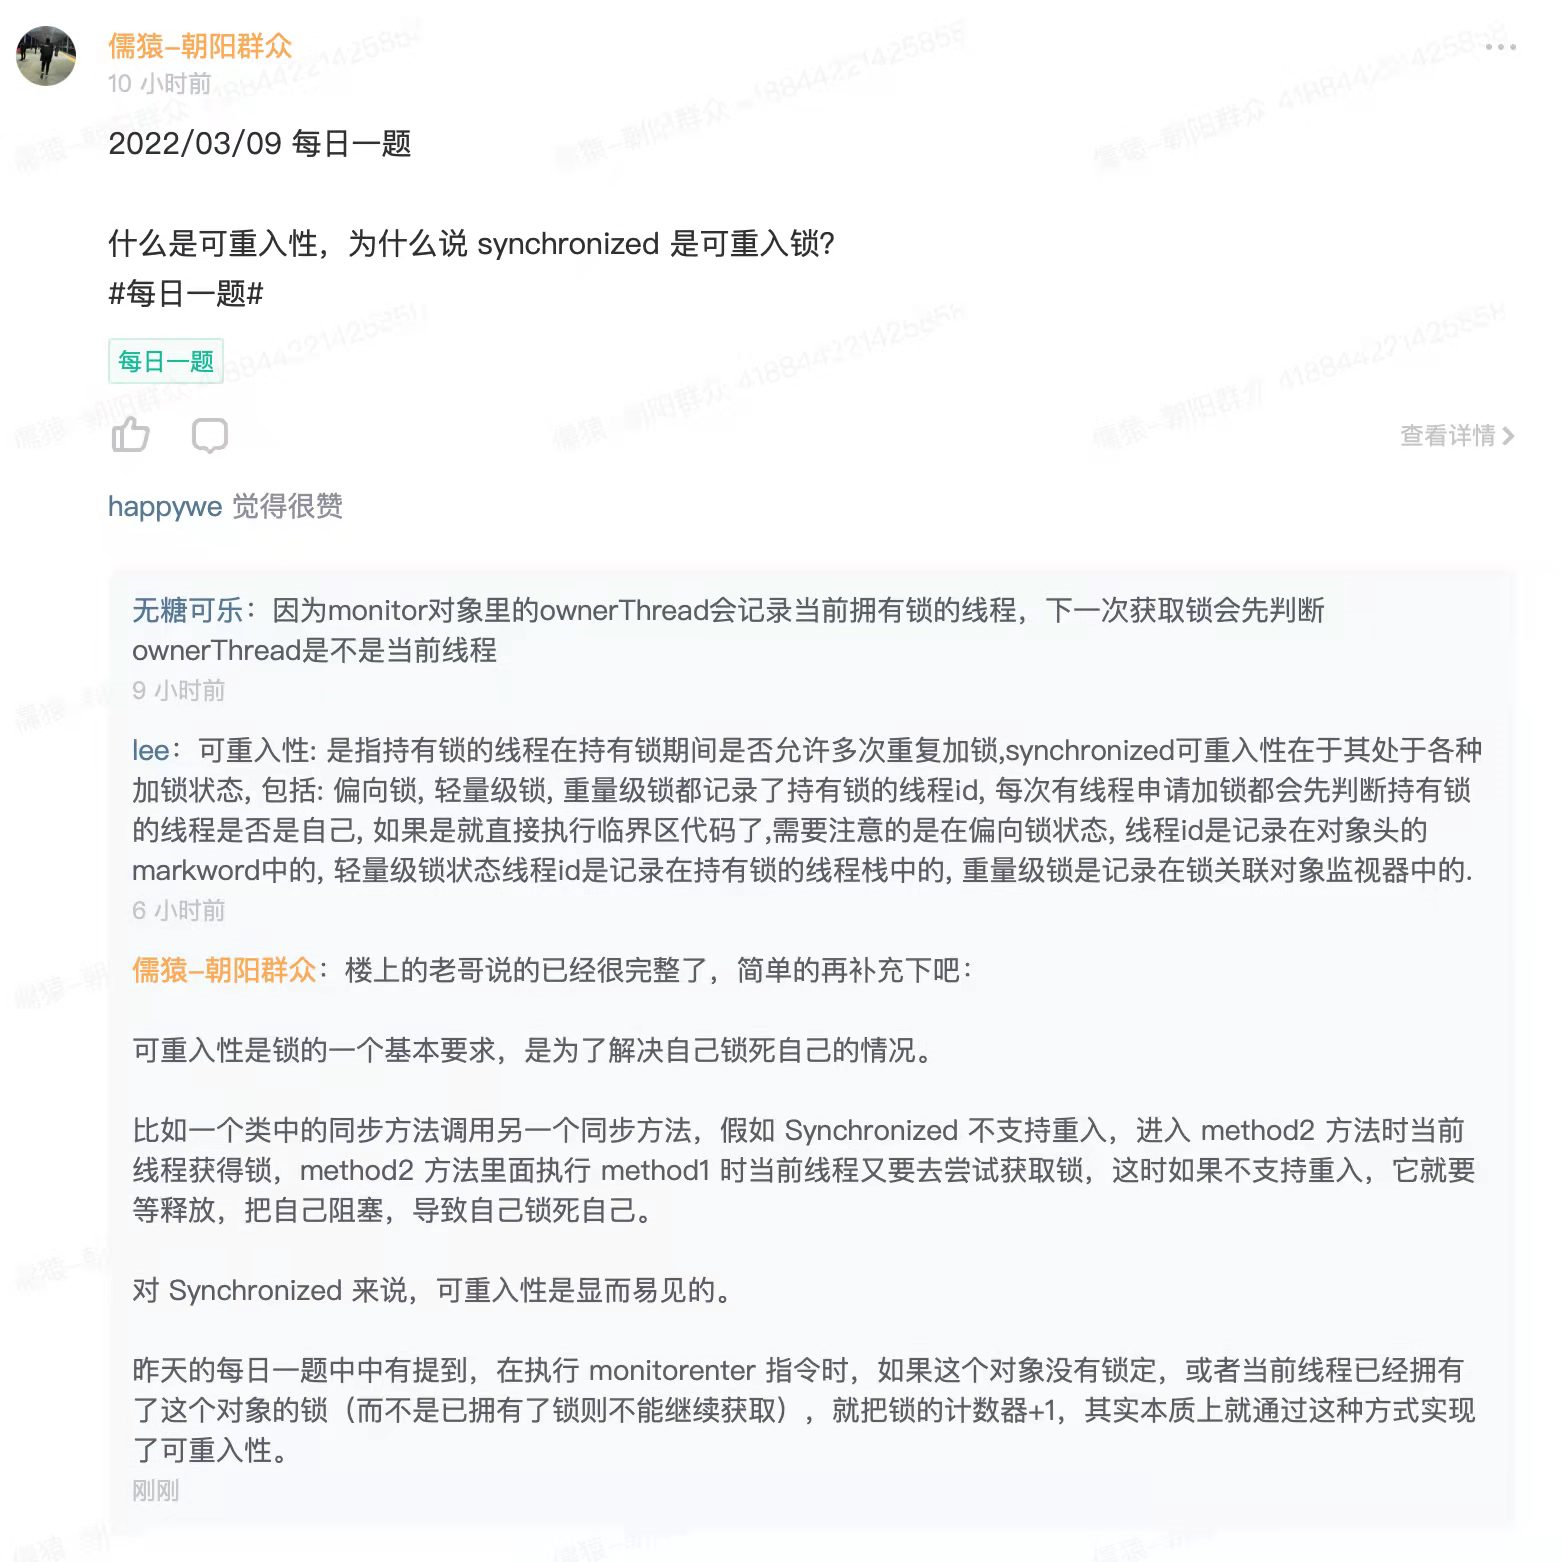 儒猿-朝阳群众
10 小时前
2022/03/09 每日一题
什么是可重入性，为什么说 synchronized 是可重入锁？
#每日一题#
每日一题
查看详情
happywe 觉得很赞
无糖可乐：因为monitor对象里的ownerThread会记录当前拥有锁的线程，下一次获取锁会先判断
ownerThread是不是当前线程
9 小时前
lee：可重入性: 是指持有锁的线程在持有锁期间是否允许多次重复加锁,synchronized可重入性在于其处于各种
加锁状态, 包括: 偏向锁, 轻量级锁, 重量级锁都记录了持有锁的线程id, 每次有线程申请加锁都会先判断持有锁
的线程是否是自己, 如果是就直接执行临界区代码了,需要注意的是在偏向锁状态, 线程id是记录在对象头的
markword中的, 轻量级锁状态线程id是记录在持有锁的线程栈中的, 重量级锁是记录在锁关联对象监视器中的.
6 小时前
儒猿-朝阳群众：楼上的老哥说的已经很完整了，简单的再补充下吧：
可重入性是锁的一个基本要求，是为了解决自己锁死自己的情况。
比如一个类中的同步方法调用另一个同步方法，假如 Synchronized 不支持重入，进入 method2 方法时当前
线程获得锁，method2 方法里面执行 method1 时当前线程又要去尝试获取锁，这时如果不支持重入，它就要
等释放，把自己阻塞，导致自己锁死自己。
对 Synchronized 来说，可重入性是显而易见的。
昨天的每日一题中中有提到，在执行 monitorenter 指令时，如果这个对象没有锁定，或者当前线程已经拥有
了这个对象的锁（而不是已拥有了锁则不能继续获取），就把锁的计数器+1，其实本质上就通过这种方式实现
了可重入性。
刚刚